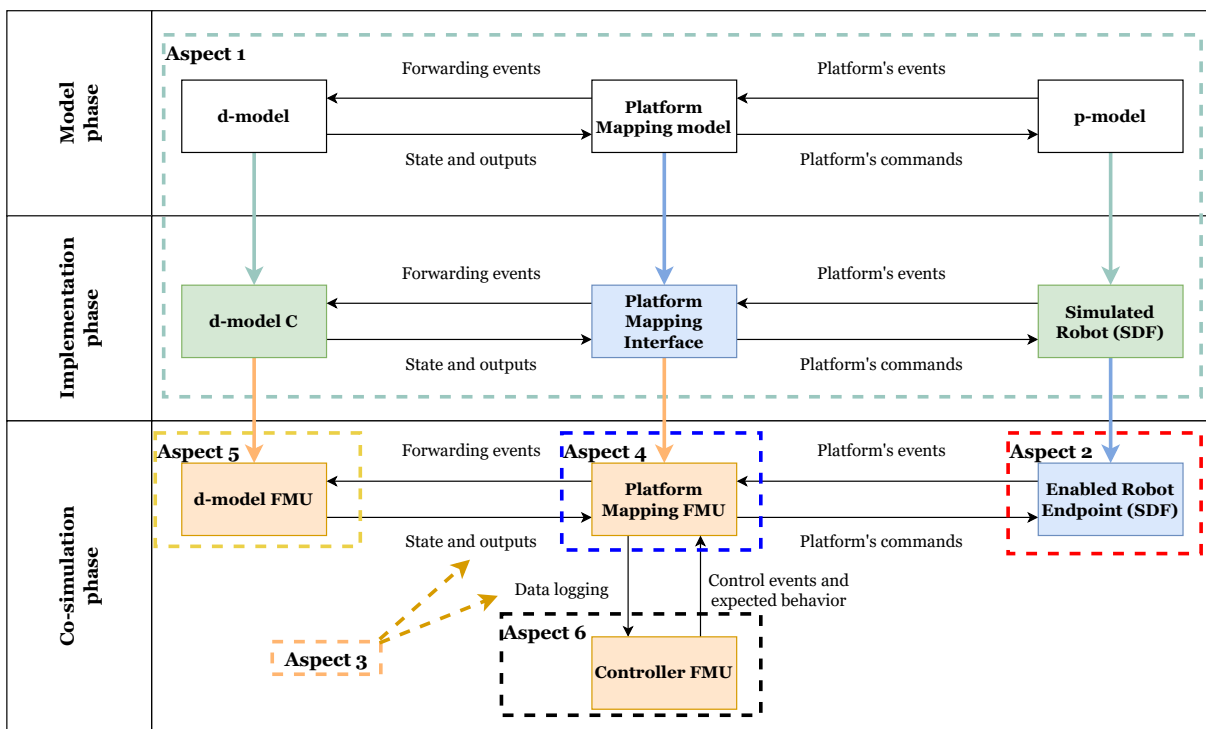 Model
phase
Aspect 1
Forwarding events
Platform's events
d-model
Platform
Mapping model
p-model
State and outputs
Platform's commands
Implementation
phase
Forwarding events
Platform's events
d-model C
Platform
Mapping
Interface
Simulated
Robot (SDF)
State and outputs
Platform's commands
Co-simulation
phase
Aspect 5
Forwarding events
Aspect 4
Platform's events
Aspect 2
d-model FMU
Platform
Mapping FMU
Enabled Robot
Endpoint (SDF)
State and outputs
Platform's commands
Data logging
Control events and
expected behavior
Aspect 3
Aspect 6
Controller FMU